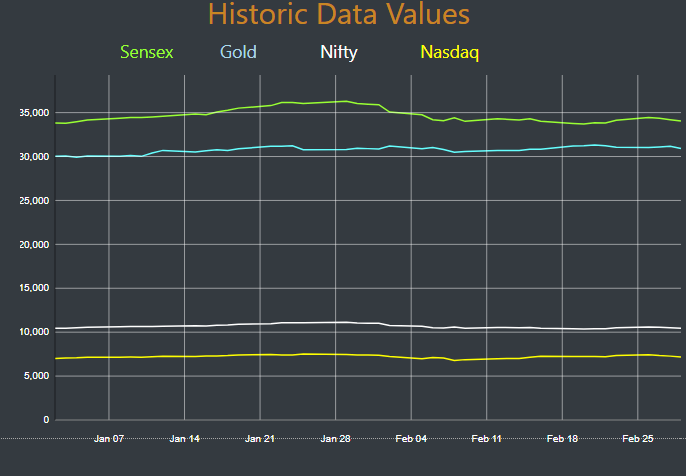 Historic Data Values
Sensex Gold Nifty Nasdaq
35,000
30,000
25,000
20,000
15,000
10,000
5,000
0
Jan 07 Jan 14 Jan 21 Jan 28 Feb 04 Feb 11 Feb 18 Feb 25